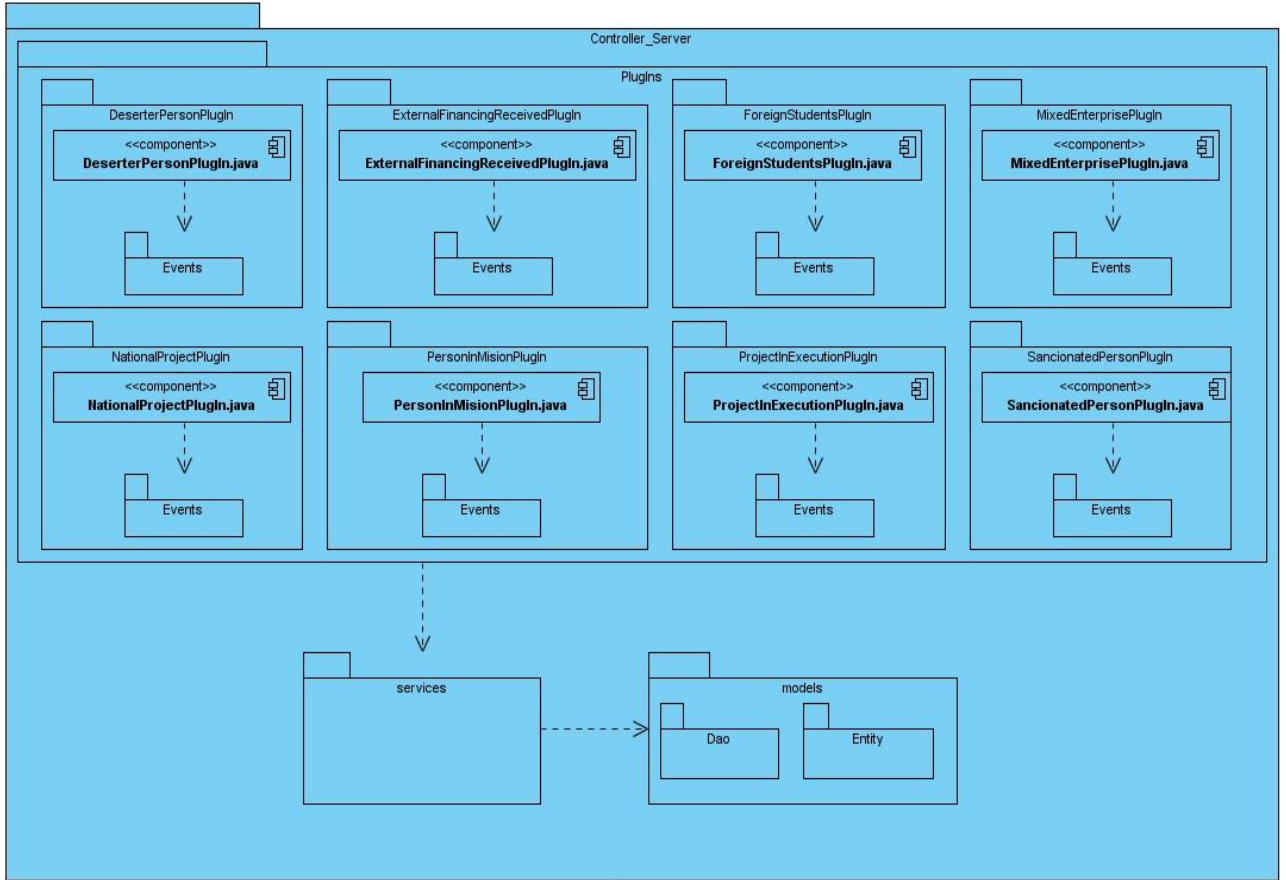 Controller_Server
PlugIns
DeserterPersonPlugIn
<<component>>
DeserterPersonPlugIn.java
Events
ExternalFinancingReceivedPlugIn
<<component>>
ExternalFinancingReceivedPlugIn.java
Events
ForeignStudentsPlugIn
<<component>>
ForeignStudentsPlugIn.java
Events
MixedEnterprisePlugIn
<<component>>
MixedEnterprisePlugIn.java
Events
NationalProjectPlugIn
<<component>>
NationalProjectPlugIn.java
Events
PersonInMisionPlugIn
<<component>>
PersonInMisionPlugIn.java
Events
ProjectInExecutionPlugIn
<<component>>
ProjectInExecutionPlugIn.java
Events
SancionatedPersonPlugIn
<<component>>
SancionatedPersonPlugIn.java
Events
services
models
Dao
Entity